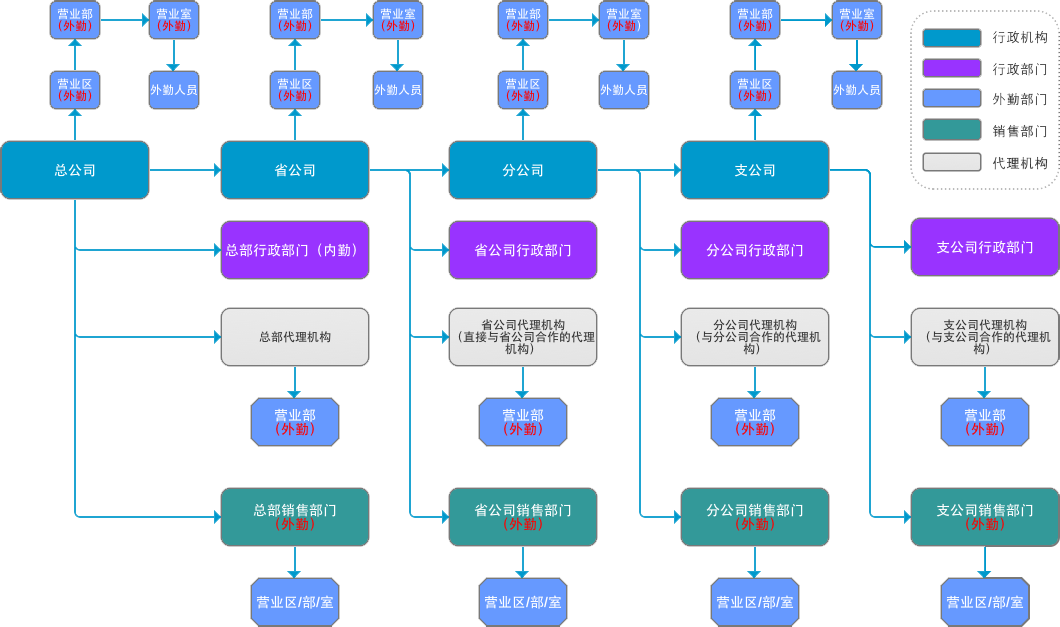 营业部
(外勤)
营业室
(外勤)
营业部
(外勤)
营业室
(外勤)
营业部
(外勤)
营业室
(外勤)
营业部
(外勤)
营业室
(外勤)
营业区
(外勤)
外勤人员
营业区
(外勤)
外勤人员
营业区
(外勤)
外勤人员
营业区
(外勤)
外勤人员
行政机构
行政部门
外勤部门
销售部门
代理机构
总公司
省公司
分公司
支公司
总部行政部门（内勤）
省公司行政部门
分公司行政部门
支公司行政部门
总部代理机构
省公司代理机构
（直接与省公司合作的代理
机构）
分公司代理机构
（与分公司合作的代理机
构）
支公司代理机构
（与支公司合作的代理机
构）
营业部
(外勤)
营业部
(外勤)
营业部
(外勤)
营业部
(外勤)
总部销售部门
(外勤)
省公司销售部门
(外勤)
分公司销售部门
(外勤)
支公司销售部门
(外勤)
营业区/部/室
营业区/部/室
营业区/部/室
营业区/部/室